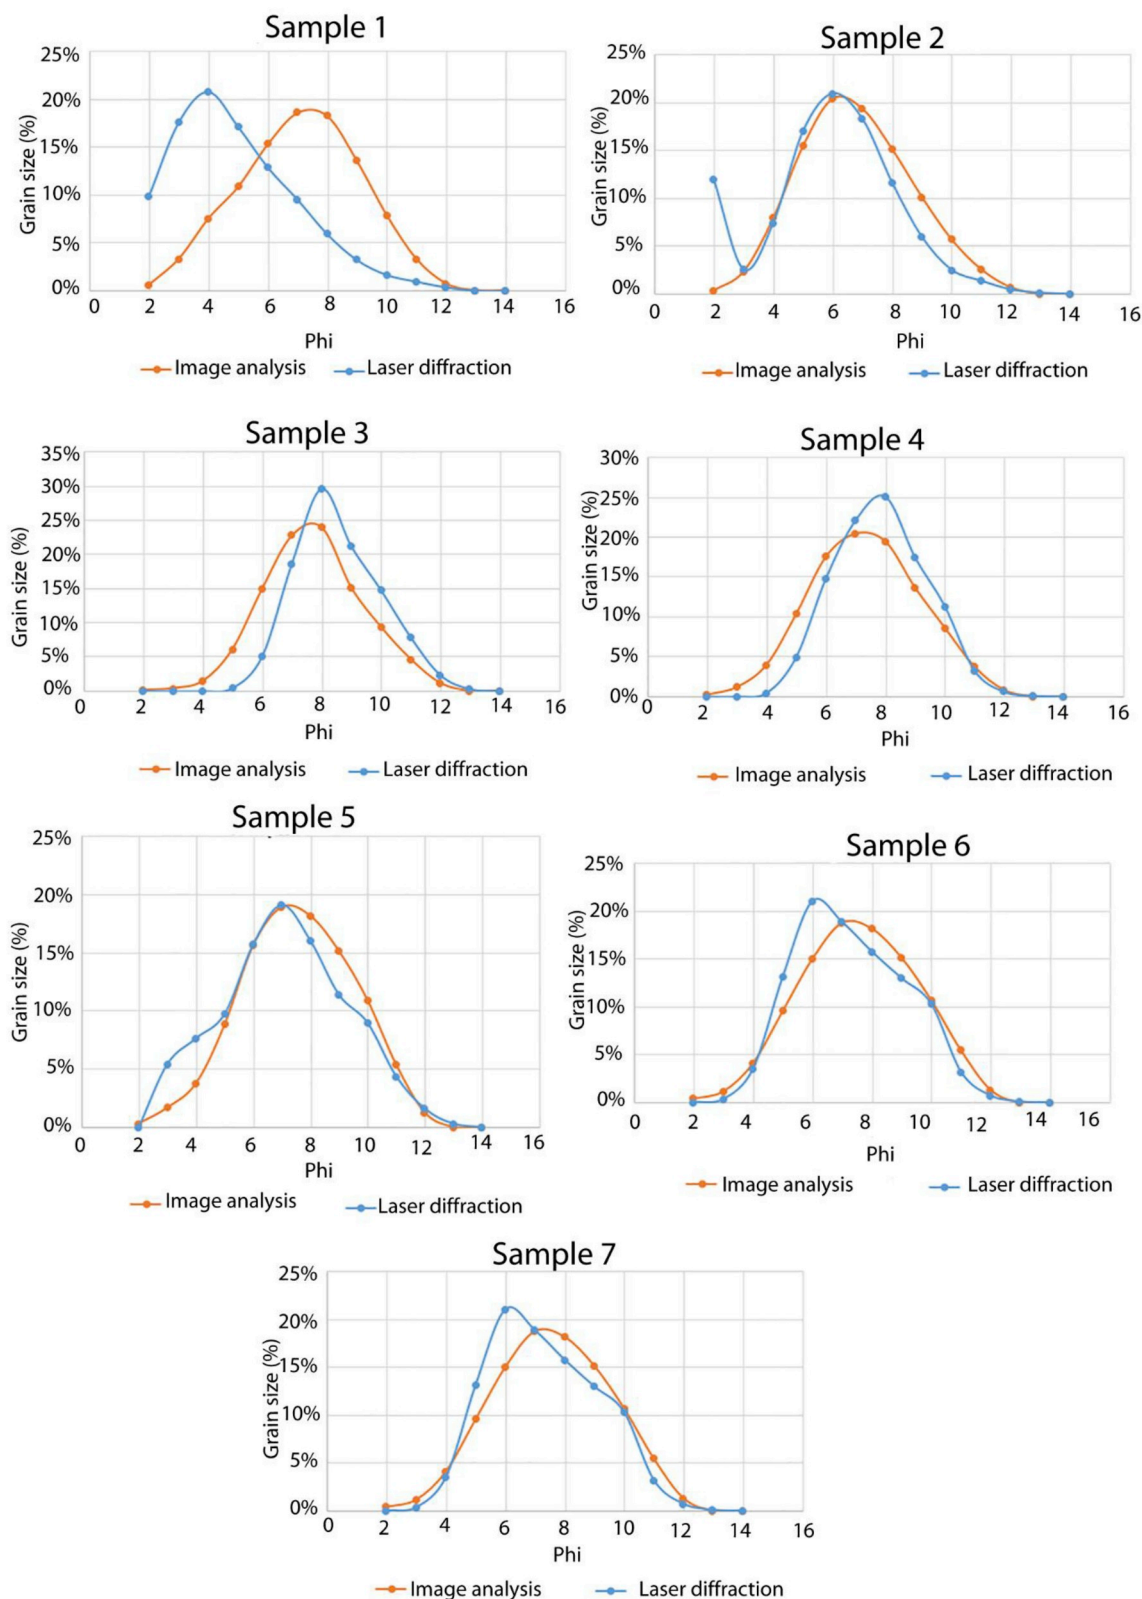 Sample 1
25%
20%
15%
10%
5%
0%
Grain size (%)
0 2 4 6 8 10 12 14 16
Phi
Image analysis Laser diffraction
Sample 2
25%
20%
15%
10%
5%
0%
Grain size (%)
0 2 4 6 8 10 12 14 16
Phi
Image analysis Laser diffraction
Sample 3
35%
30%
25%
20%
15%
10%
5%
0%
Grain size (%)
0 2 4 6 8 10 12 14 16
Phi
Image analysis Laser diffraction
Sample 4
30%
25%
20%
15%
10%
5%
0%
Grain size (%)
0 2 4 6 8 10 12 14 16
Phi
Image analysis Laser diffraction
Sample 5
25%
20%
15%
10%
5%
0%
Grain size (%)
0 2 4 6 8 10 12 14 16
Phi
Image analysis Laser diffraction
Sample 6
25%
20%
15%
10%
5%
0%
Grain size (%)
0 2 4 6 8 10 12 14 16
Phi
Image analysis Laser diffraction
Sample 7
25%
20%
15%
10%
5%
0%
Grain size (%)
0 2 4 6 8 10 12 14 16
Phi
Image analysis Laser diffraction